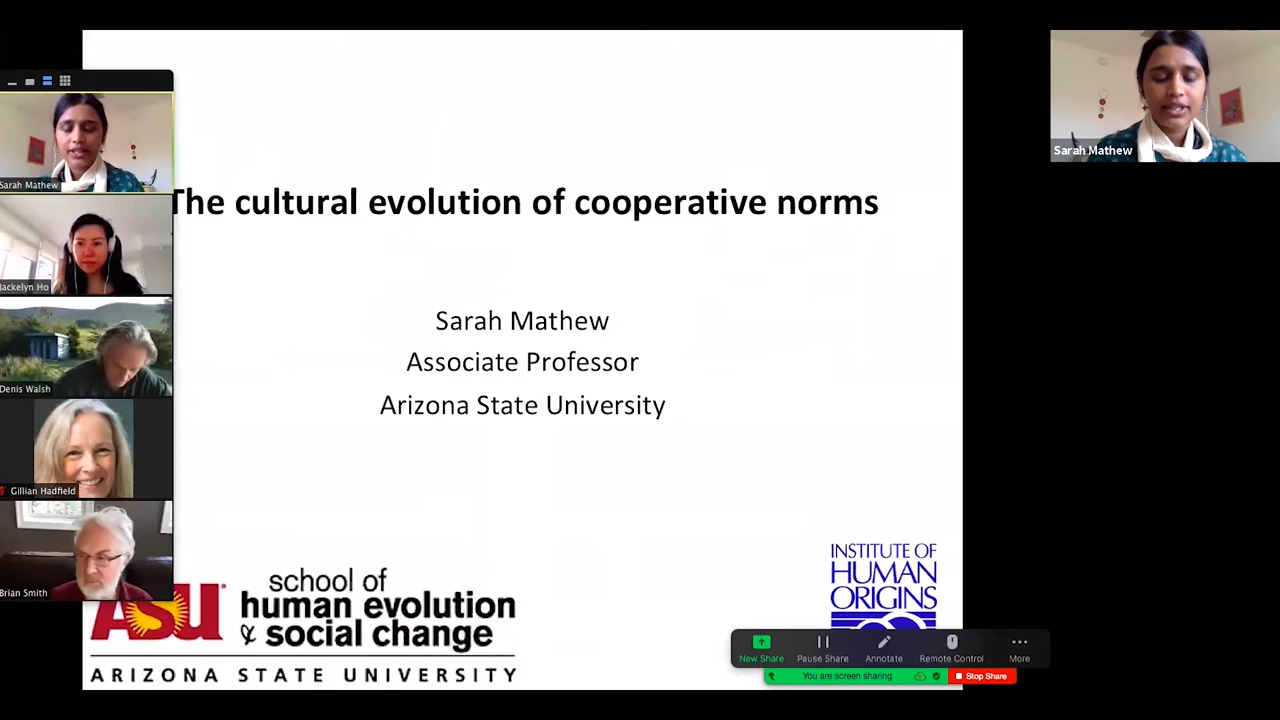 Sarah Mathew
Jackelyn Ho
Denis Walsh
Gillian Hadfield
Brian Smith
The cultural evolution of cooperative norms
Sarah Mathew
Associate Professor
Arizona State University
ASU
school of
human evolution
& social change
ARIZONA STATE UNIVERSITY
INSTITUTE OF
HUMAN
ORIGINS
New Share
Pause Share
Annotate
Remote Control
More
You are screen sharing
Stop Share
Sarah Mathew